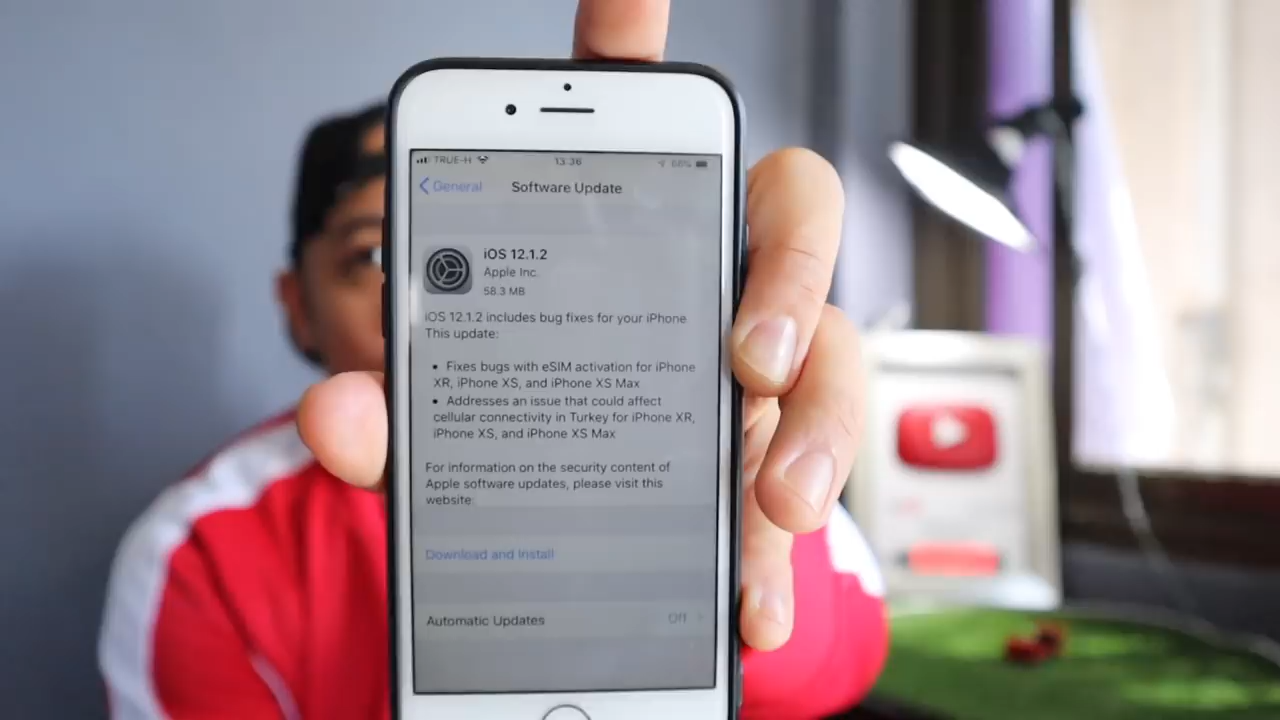 TRUE-H 13:36 66%
General Software Update
iOS 12.1.2
Apple Inc.
58.3 MB
iOS 12.1.2 includes bug fixes for your iPhone.
This update:
• Fixes bugs with eSIM activation for iPhone
XR, iPhone XS, and iPhone XS Max
• Addresses an issue that could affect
cellular connectivity in Turkey for iPhone XR,
iPhone XS, and iPhone XS Max
For information on the security content of
Apple software updates, please visit this
website:
Download and Install
Automatic Updates Off